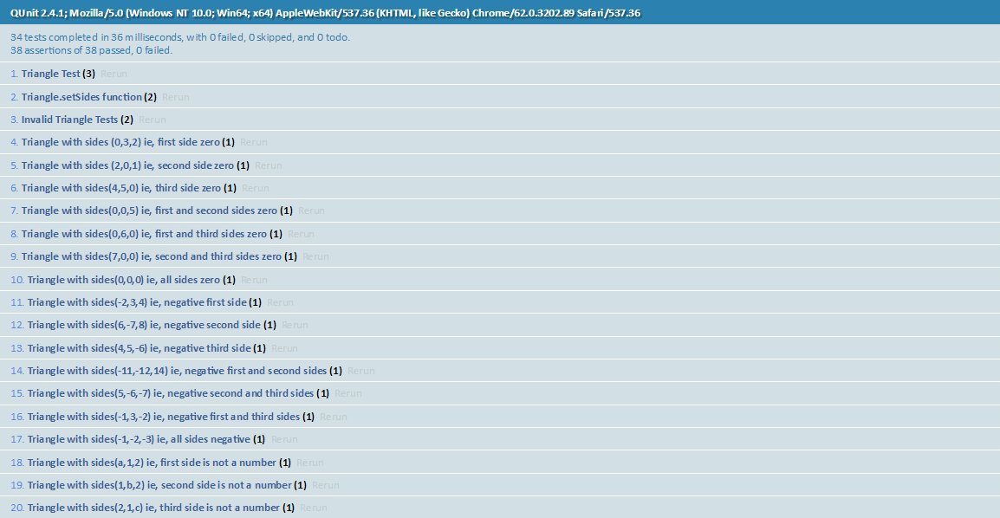 QUnit 2.4.1; Mozilla/5.0 (Windows NT 10.0; Win64; x64) AppleWebKit/537.36 (KHTML, like Gecko) Chrome/62.0.3202.89 Safari/537.36
34 tests completed in 36 milliseconds, with 0 failed, 0 skipped, and 0 todo.
38 assertions of 38 passed, 0 failed.
1. Triangle Test (3) Rerun
2. Triangle.setSides function (2) Rerun
3. Invalid Triangle Tests (2) Rerun
4. Triangle with sides (0,3,2) ie, first side zero (1) Rerun
5. Triangle with sides (2,0,1) ie, second side zero (1) Rerun
6. Triangle with sides(4,5,0) ie, third side zero (1) Rerun
7. Triangle with sides(0,0,5) ie, first and second sides zero (1) Rerun
8. Triangle with sides(0,6,0) ie, first and third sides zero (1) Rerun
9. Triangle with sides(7,0,0) ie, second and third sides zero (1) Rerun
10. Triangle with sides(0,0,0) ie, all sides zero (1) Rerun
11. Triangle with sides(-2,3,4) ie, negative first side (1) Rerun
12. Triangle with sides(6,-7,8) ie, negative second side (1) Rerun
13. Triangle with sides(4,5,-6) ie, negative third side (1) Rerun
14. Triangle with sides(-11,-12,14) ie, negative first and second sides (1) Rerun
15. Triangle with sides(5,-6,-7) ie, negative second and third sides (1) Rerun
16. Triangle with sides(-1,3,-2) ie, negative first and third sides (1) Rerun
17. Triangle with sides(-1,-2,-3) ie, all sides negative (1) Rerun
18. Triangle with sides(a,1,2) ie, first side is not a number (1) Rerun
19. Triangle with sides(1,b,2) ie, second side is not a number (1) Rerun
20. Triangle with sides(2,1,c) ie, third side is not a number (1) Rerun